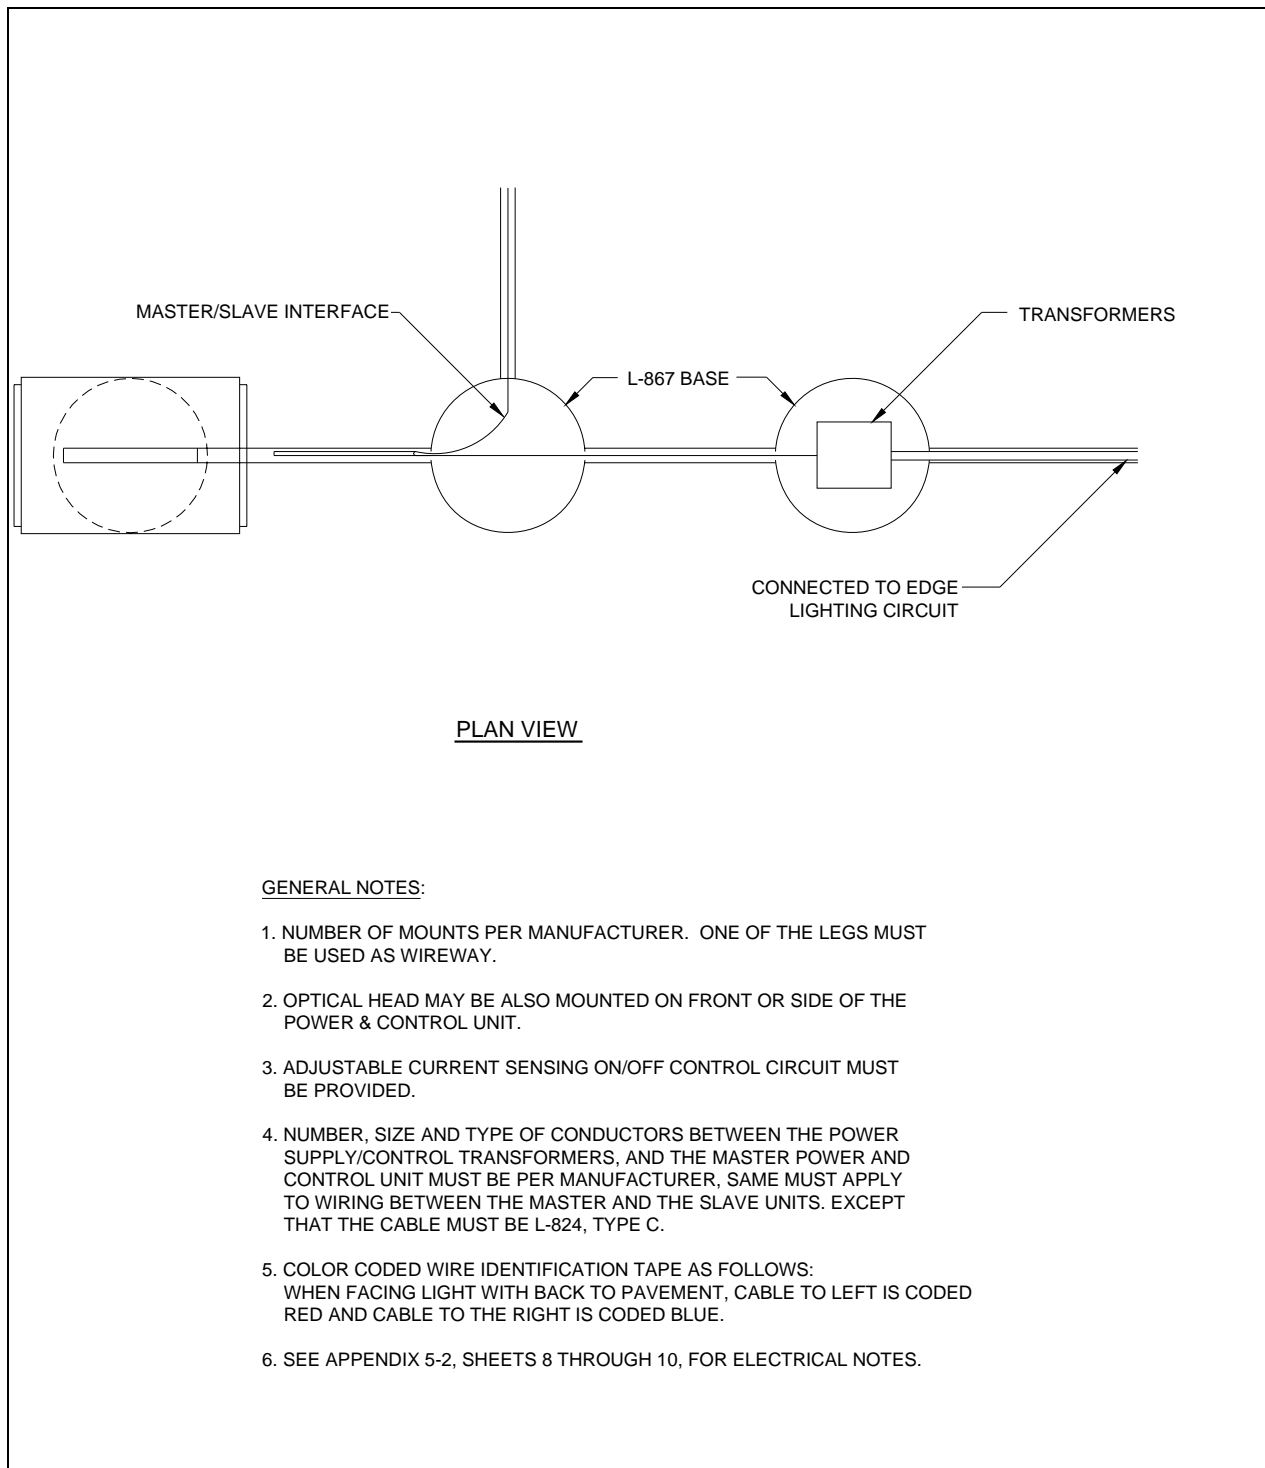 MASTER/SLAVE INTERFACE
TRANSFORMERS
L-867 BASE
CONNECTED TO EDGE
LIGHTING CIRCUIT
PLAN VIEW
GENERAL NOTES:
1. NUMBER OF MOUNTS PER MANUFACTURER. ONE OF THE LEGS MUST
BE USED AS WIREWAY.
2. OPTICAL HEAD MAY BE ALSO MOUNTED ON FRONT OR SIDE OF THE
POWER & CONTROL UNIT.
3. ADJUSTABLE CURRENT SENSING ON/OFF CONTROL CIRCUIT MUST
BE PROVIDED.
4. NUMBER, SIZE AND TYPE OF CONDUCTORS BETWEEN THE POWER
SUPPLY/CONTROL TRANSFORMERS, AND THE MASTER POWER AND
CONTROL UNIT MUST BE PER MANUFACTURER, SAME MUST APPLY
TO WIRING BETWEEN THE MASTER AND THE SLAVE UNITS. EXCEPT
THAT THE CABLE MUST BE L-824, TYPE C.
5. COLOR CODED WIRE IDENTIFICATION TAPE AS FOLLOWS:
WHEN FACING LIGHT WITH BACK TO PAVEMENT, CABLE TO LEFT IS CODED
RED AND CABLE TO THE RIGHT IS CODED BLUE.
6. SEE APPENDIX 5-2, SHEETS 8 THROUGH 10, FOR ELECTRICAL NOTES.